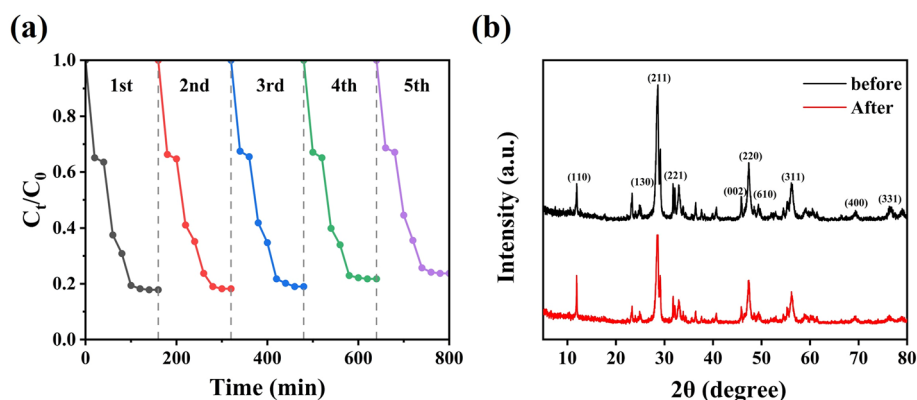 (a)
1.0
0.8
0.6
0.4
0.2
0.0
Ct/C0
1st
2nd
3rd
4th
5th
0
200
400
600
800
Time (min)
(b)
Intensity (a.u.)
before
After
(110)
(130)
(211)
(221)
(002)
(220)
(610)
(311)
(400)
(331)
10
20
30
40
50
60
70
80
2θ (degree)